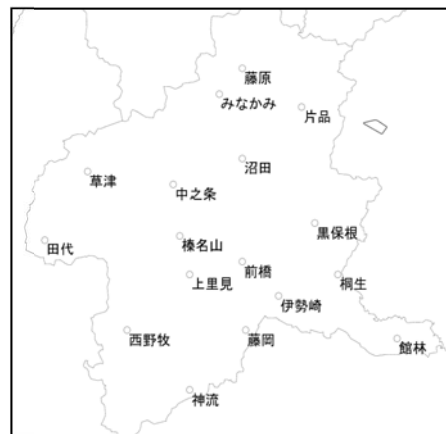 藤原
みなかみ
片品
沼田
草津
中之条
黒保根
榛名山
田代
前橋
上里見
桐生
伊勢崎
西野牧
藤岡
館林
神流